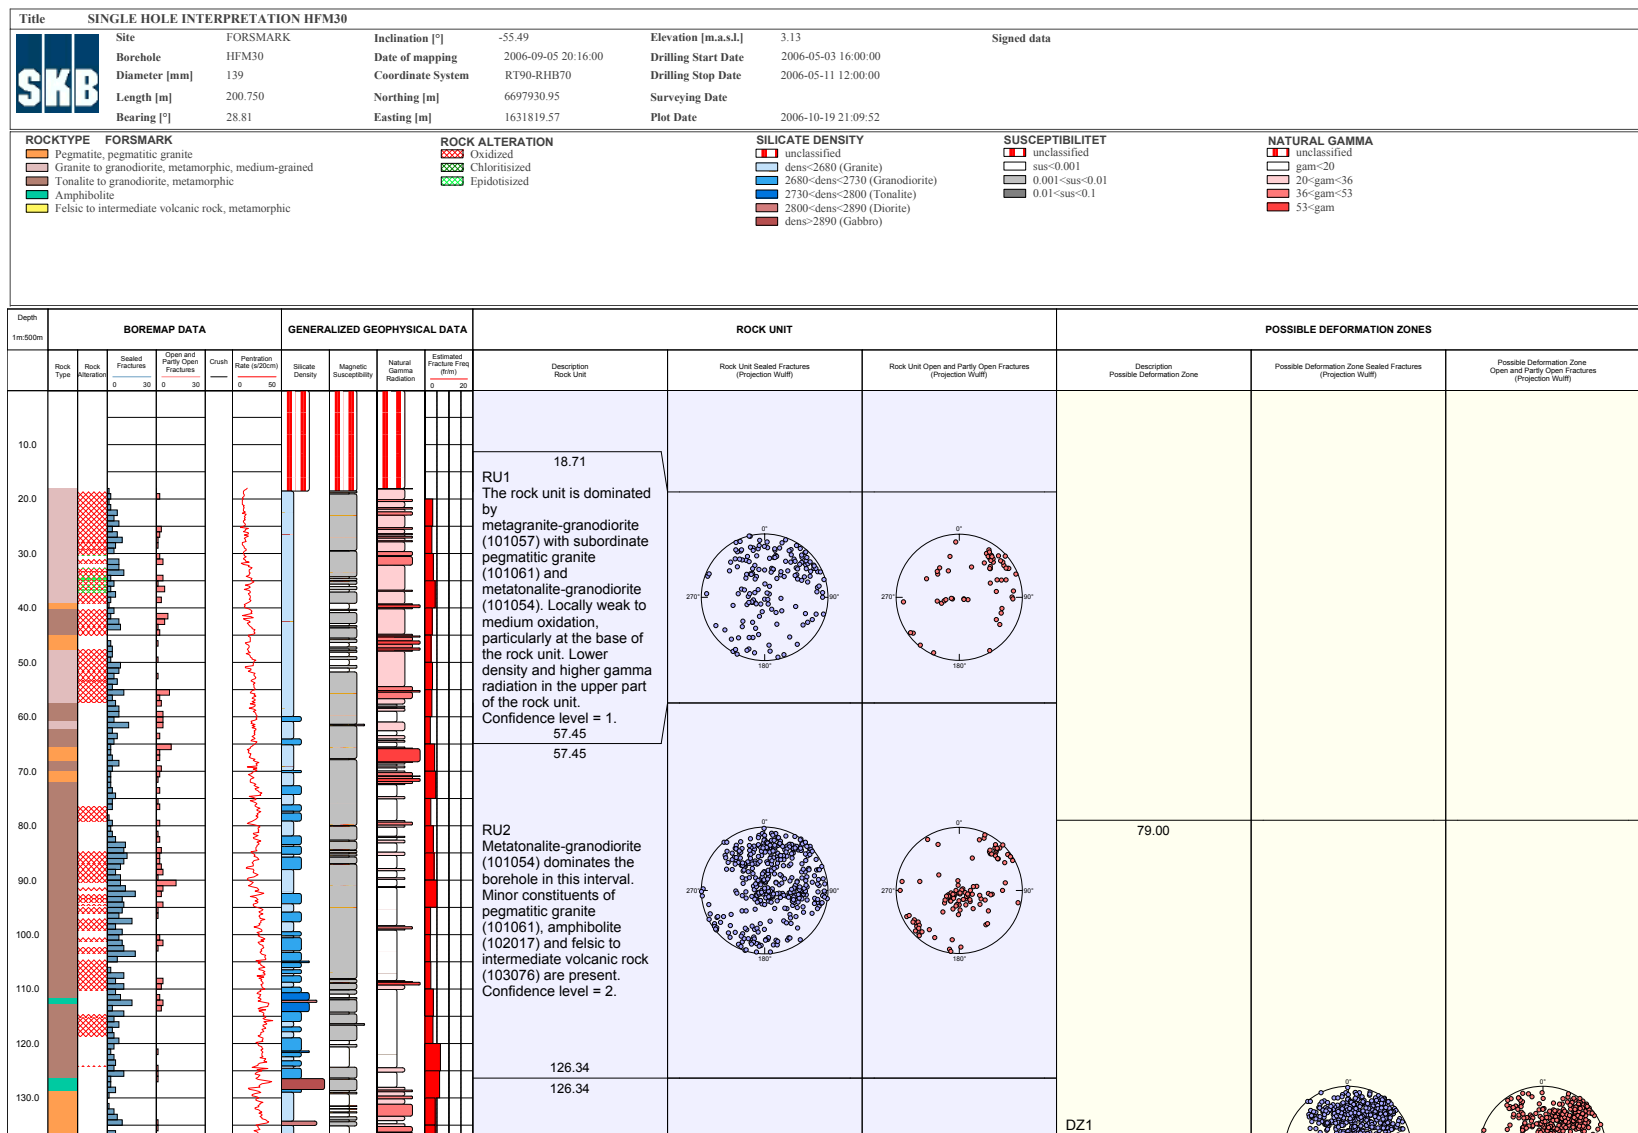 Title SINGLE HOLE INTERPRETATION HFM30
SKB
Site FORSMARK Inclination [°] -55.49 Elevation [m.a.s.l.] 3.13 Signed data
Borehole HFM30 Date of mapping 2006-09-05 20:16:00 Drilling Start Date 2006-05-03 16:00:00
Diameter [mm] 139 Coordinate System RT90-RHB70 Drilling Stop Date 2006-05-11 12:00:00
Length [m] 200.750 Northing [m] 6697930.95 Surveying Date
Bearing [°] 28.81 Easting [m] 1631819.57 Plot Date 2006-10-19 21:09:52
ROCKTYPE FORSMARK
Pegmatite, pegmatitic granite
Granite to granodiorite, metamorphic, medium-grained
Tonalite to granodiorite, metamorphic
Amphibolite
Felsic to intermediate volcanic rock, metamorphic
ROCK ALTERATION
Oxidized
Chloritisized
Epidotisized
SILICATE DENSITY
unclassified
dens<2680 (Granite)
2680<dens<2730 (Granodiorite)
2730<dens<2800 (Tonalite)
2800<dens<2890 (Diorite)
dens>2890 (Gabbro)
SUSCEPTIBILITET
unclassified
sus<0.001
0.001<sus<0.01
0.01<sus<0.1
NATURAL GAMMA
unclassified
gam<20
20<gam<36
36<gam<53
53<gam
Depth
1m:500m
BOREMAP DATA
GENERALIZED GEOPHYSICAL DATA
ROCK UNIT
POSSIBLE DEFORMATION ZONES
Rock
Type
Rock
Alteration
Sealed
Fractures
0 30
Open and
Partly Open
Fractures
0 30
Crush
Pentration
Rate (s/20cm)
0 50
Silicate
Density
Magnetic
Susceptibility
Natural
Gamma
Radiation
Estimated
Fracture Freq
(fr/m)
0 20
Description
Rock Unit
Rock Unit Sealed Fractures
(Projection Wulff)
Rock Unit Open and Partly Open Fractures
(Projection Wulff)
Description
Possible Deformation Zone
Possible Deformation Zone Sealed Fractures
(Projection Wulff)
Possible Deformation Zone
Open and Partly Open Fractures
(Projection Wulff)
10.0
20.0
30.0
40.0
50.0
60.0
70.0
80.0
90.0
100.0
110.0
120.0
130.0
18.71
RU1
The rock unit is dominated
by
metagranite-granodiorite
(101057) with subordinate
pegmatitic granite
(101061) and
metatonalite-granodiorite
(101054). Locally weak to
medium oxidation,
particularly at the base of
the rock unit. Lower
density and higher gamma
radiation in the upper part
of the rock unit.
Confidence level = 1.
57.45
57.45
RU2
Metatonalite-granodiorite
(101054) dominates the
borehole in this interval.
Minor constituents of
pegmatitic granite
(101061), amphibolite
(102017) and felsic to
intermediate volcanic rock
(103076) are present.
Confidence level = 2.
126.34
126.34
0°
270° 90°
180°
0°
270° 90°
180°
0°
270° 90°
180°
0°
270° 90°
180°
79.00
DZ1
0°
0°